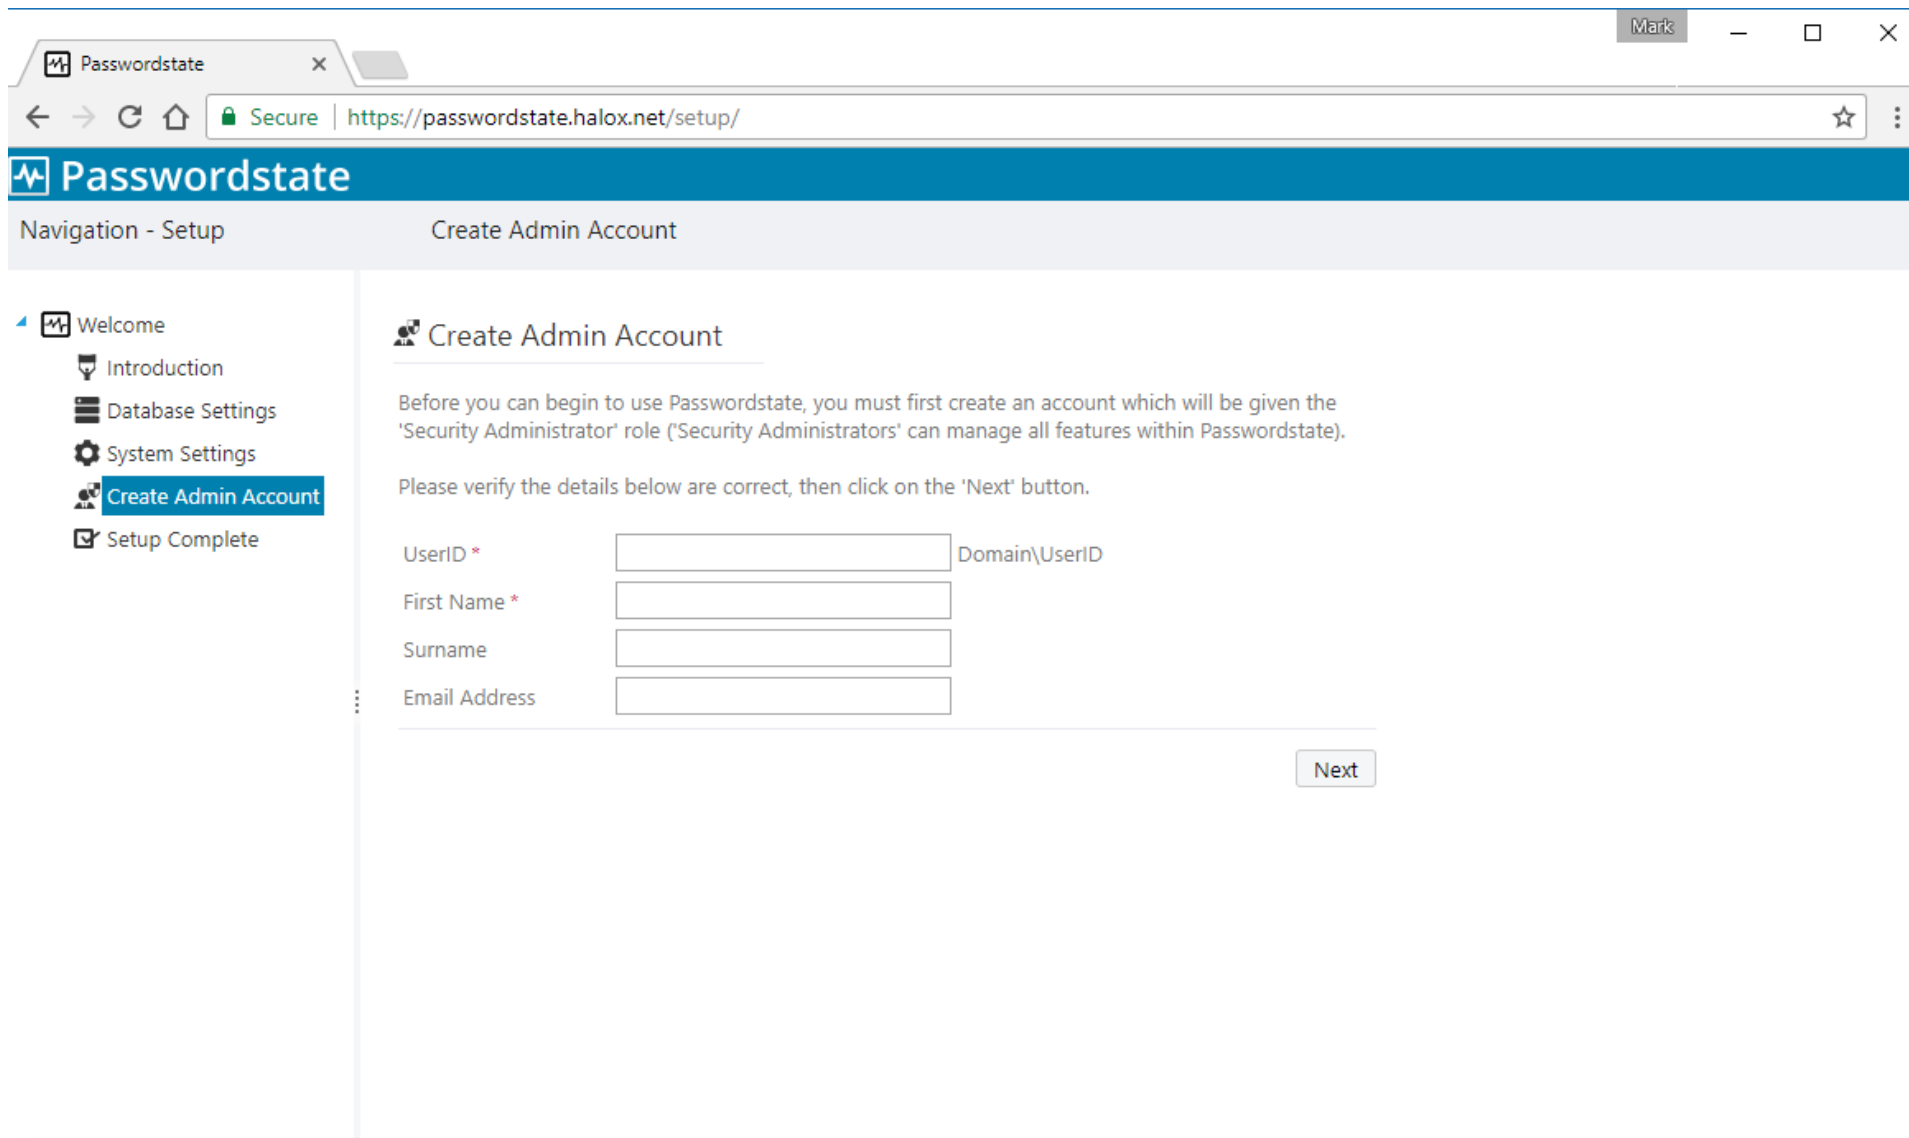 Mark
Passwordstate
Secure https://passwordstate.halox.net/setup/
Passwordstate
Navigation - Setup
Create Admin Account
Welcome
Introduction
Database Settings
System Settings
Create Admin Account
Setup Complete
Create Admin Account
Before you can begin to use Passwordstate, you must first create an account which will be given the
'Security Administrator' role ('Security Administrators' can manage all features within Passwordstate).
Please verify the details below are correct, then click on the 'Next' button.
UserID * Domain\UserID
First Name *
Surname
Email Address
Next